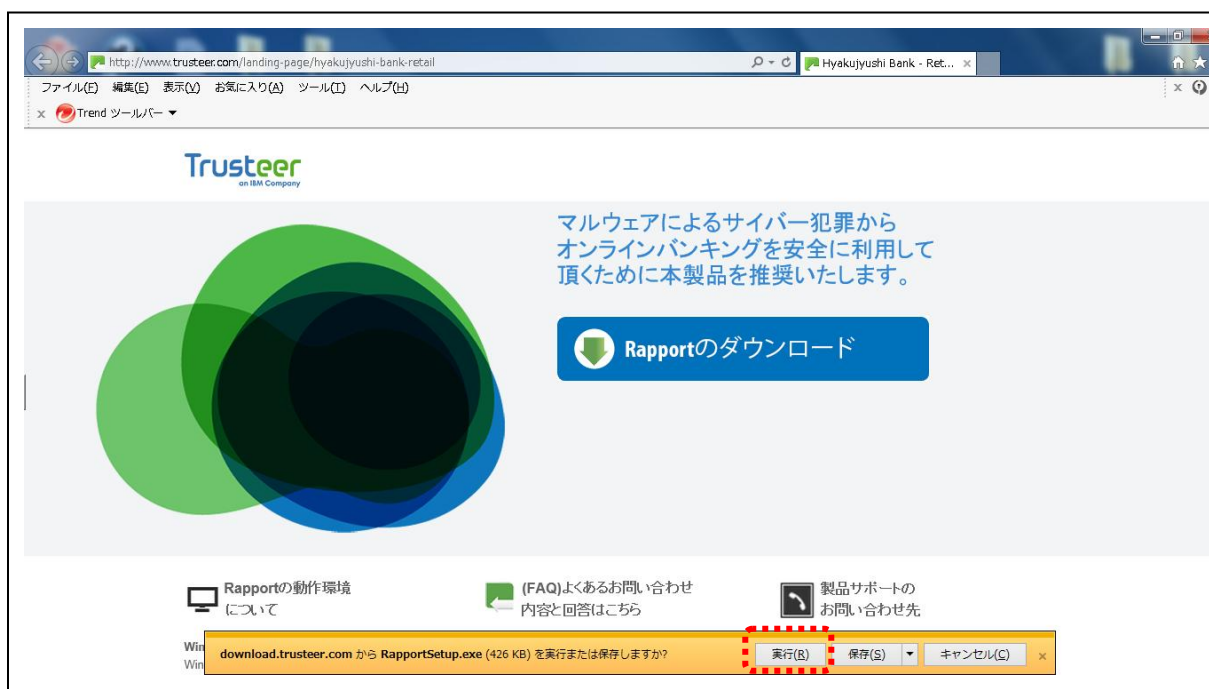 http://www.trusteer.com/landing-page/hyakujyushi-bank-retail
Hyakujyushi Bank - Ret...
ファイル(F) 編集(E) 表示(V) お気に入り(A) ツール(T) ヘルプ(H)
x Trend ツールバー ▼
Trusteer
an IBM Company
マルウェアによるサイバー犯罪から
オンラインバンキングを安全に利用して
頂くために本製品を推奨いたします。
Rapportのダウンロード
Rapportの動作環境
について
(FAQ)よくあるお問い合わせ
内容と回答はこちら
製品サポートの
お問い合わせ先
Win
Win
download.trusteer.com から RapportSetup.exe (426 KB) を実行または保存しますか?
実行(R) 保存(S) ▼ キャンセル(C) ×